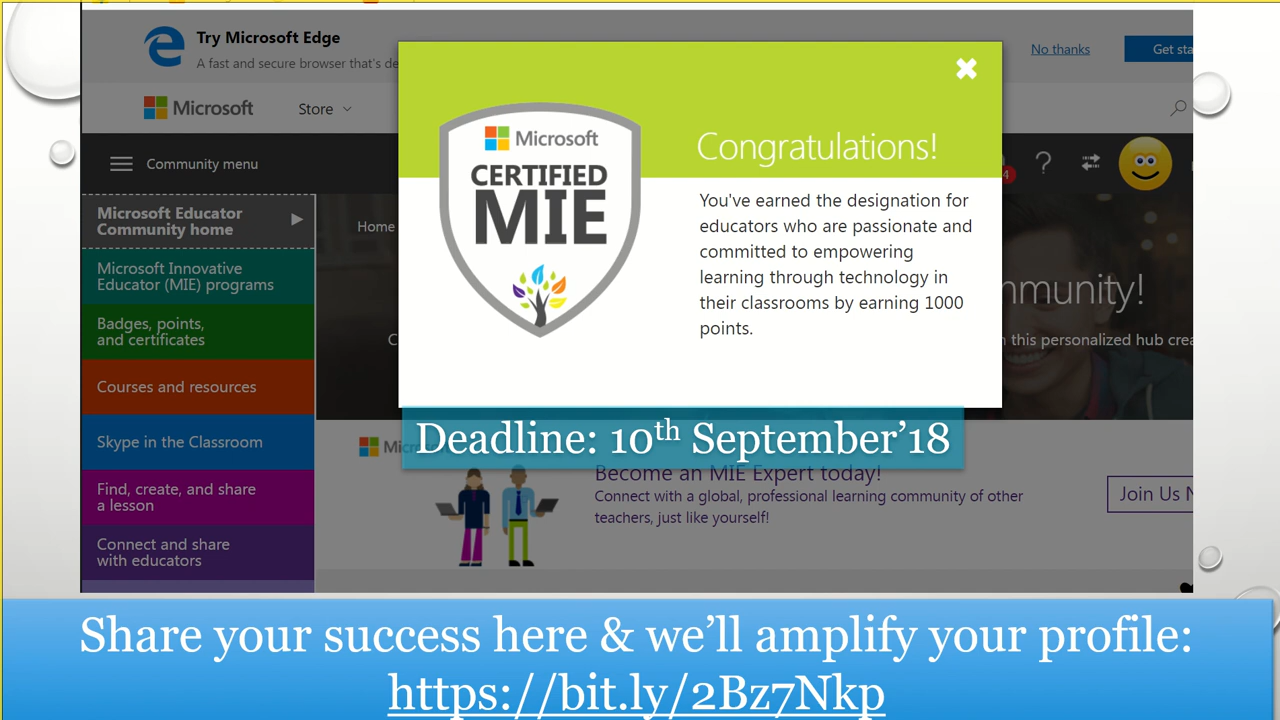 Try Microsoft Edge
A fast and secure browser that's de
No thanks
Get sta
Microsoft
Store
Community menu
Microsoft Educator
Community home
Microsoft Innovative
Educator (MIE) programs
Badges, points,
and certificates
Courses and resources
Skype in the Classroom
Find, create, and share
a lesson
Connect and share
with educators
Home
?
4
Microsoft
CERTIFIED
MIE
Congratulations!
You've earned the designation for
educators who are passionate and
committed to empowering
learning through technology in
their classrooms by earning 1000
points.
mmunity!
C
n this personalized hub crea
Deadline: 10th September’18
Micr
Become an MIE Expert today!
Connect with a global, professional learning community of other
teachers, just like yourself!
Join Us N
Share your success here & we’ll amplify your profile:
https://bit.ly/2Bz7Nkp